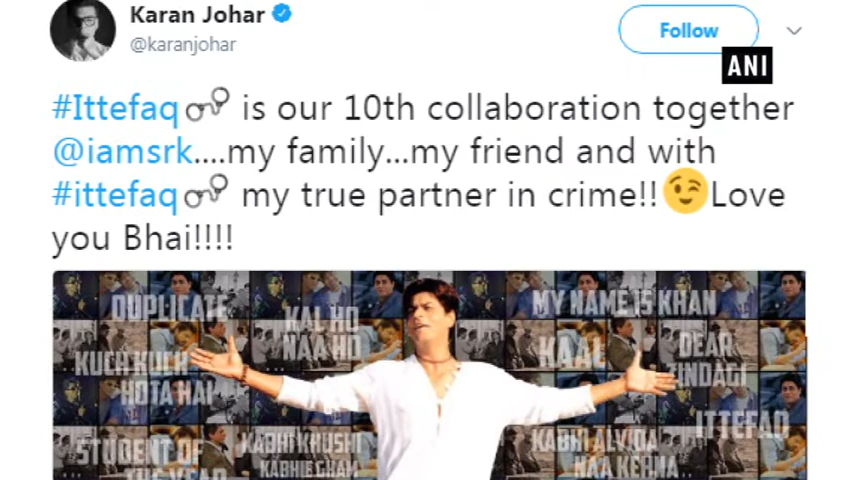 Karan Johar
@karanjohar
Follow
ANI
#Ittefaq is our 10th collaboration together
@iamsrk....my family...my friend and with
#ittefaq my true partner in crime!! 😉Love
you Bhai!!!!
DUPLICATE
KAL HO
NAA HO
MY NAME IS KHAN
KUCH KUCH
HOTA HAI
KAAL
DEAR
ZINDAGI
ITTEFAQ
STUDENT OF
THE YEAR
KABHI KHUSHI
KABHIE GHAM
KABHI ALVIDA
NAA KEHNA